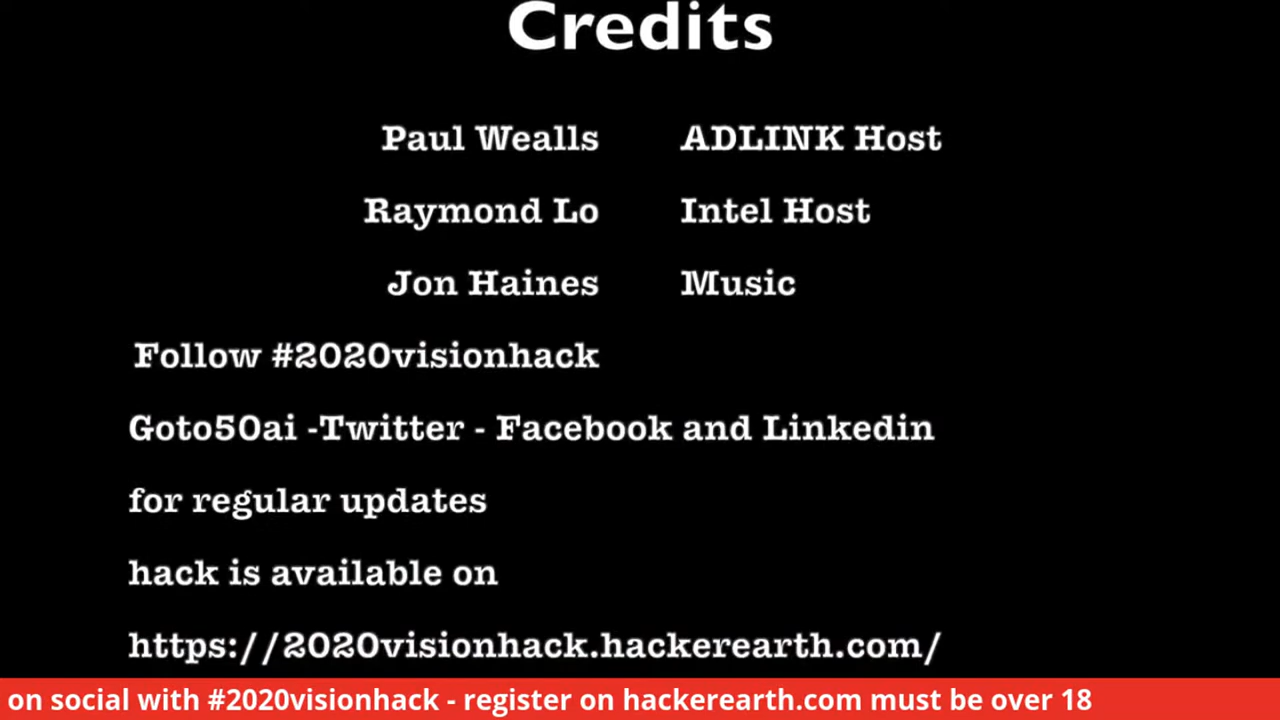 Credits
Paul Wealls ADLINK Host
Raymond Lo Intel Host
Jon Haines Music
Follow #2020visionhack
Goto50ai -Twitter - Facebook and Linkedin
for regular updates
hack is available on
https://2020visionhack.hackerearth.com/
on social with #2020visionhack - register on hackerearth.com must be over 18